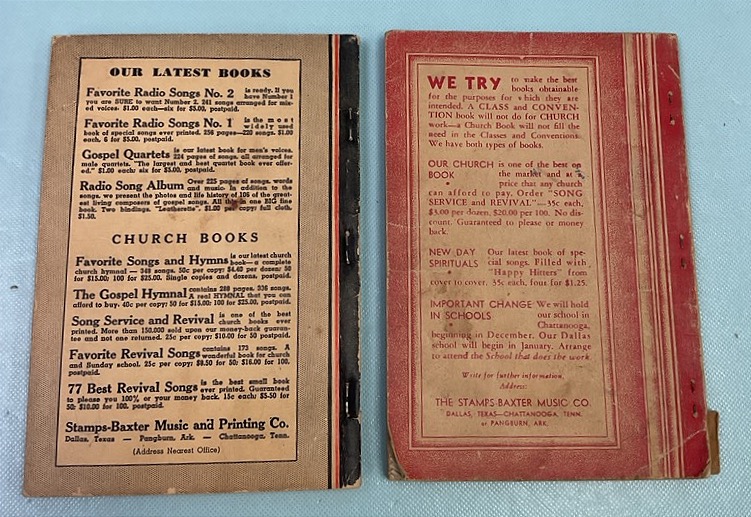 OUR LATEST BOOKS
Favorite Radio Songs No. 2 is ready. If you
have Number 1
you are SURE to want Number 2. 241 songs arranged for mix-
ed voices. $1.00 each—six for $5.00, postpaid.
Favorite Radio Songs No. 1 is the most
widely used
book of special songs ever printed. 256 pages—220 songs. $1.00
each, 6 for $5.00, postpaid.
Gospel Quartets is our latest book for men's voices.
224 pages of songs, all arranged for
male quartets. "The largest and best quartet book ever offer-
ed." $1.00 each; six for $5.00, postpaid.
Radio Song Album Over 225 pages of songs, words
and music. In addition to the
songs, we present the photos and life history of 106 of the great-
est living composers of gospel songs. All this in one BIG fine
book. Two bindings. "Leatherette". $1.00 per copy; full cloth,
$1.50.
CHURCH BOOKS
Favorite Songs and Hymns is our latest church
book—a complete
church hymnal — 349 songs. 50c per copy; $4.60 per dozen; 50
for $15.00; 100 for $25.00. Single copies and dozens, postpaid.
The Gospel Hymnal contains 288 pages, 336 songs.
A real HYMNAL that you can
afford to buy. 40c per copy; 50 for $15.00; 100 for $25.00, postpaid.
Song Service and Revival is one of the best
church books ever
printed. More than 150,000 sold upon our money-back guaran-
tee and not one returned. 25c per copy; $10.00 for 50 postpaid.
Favorite Revival Songs contains 173 songs. A
wonderful book for church
and Sunday school. 25c per copy; $8.50 for 50; $16.00 for 100,
postpaid.
77 Best Revival Songs is the best small book
ever printed. Guaranteed
to please you 100% or your money back. 15c each; $5.50 for
50; $10.00 for 100, postpaid.
Stamps-Baxter Music and Printing Co.
Dallas, Texas — Pangburn, Ark. — Chattanooga, Tenn.
(Address Nearest Office)
WE TRY to make the best
books obtainable
for the purposes for which they are
intended. A CLASS and CONVEN-
TION book will not do for CHURCH
work—a Church Book will not fill the
need in the Classes and Conventions.
We have both types of books.
OUR CHURCH is one of the best on
BOOK the market and at a
price that any church
can afford to pay. Order "SONG
SERVICE and REVIVAL"—35c each,
$3.00 per dozen, $20.00 per 100. No dis-
count. Guaranteed to please or money
back.
NEW DAY Our latest book of spe-
SPIRITUALS cial songs. Filled with
"Happy Hitters" from
cover to cover. 35c each, four for $1.25.
IMPORTANT CHANGE We will hold
IN SCHOOLS our school in
Chattanooga,
beginning in December. Our Dallas
school will begin in January. Arrange
to attend the School that does the work.
Write for further information,
Address:
THE STAMPS-BAXTER MUSIC CO.
DALLAS, TEXAS—CHATTANOOGA, TENN.
or PANGBURN, ARK.